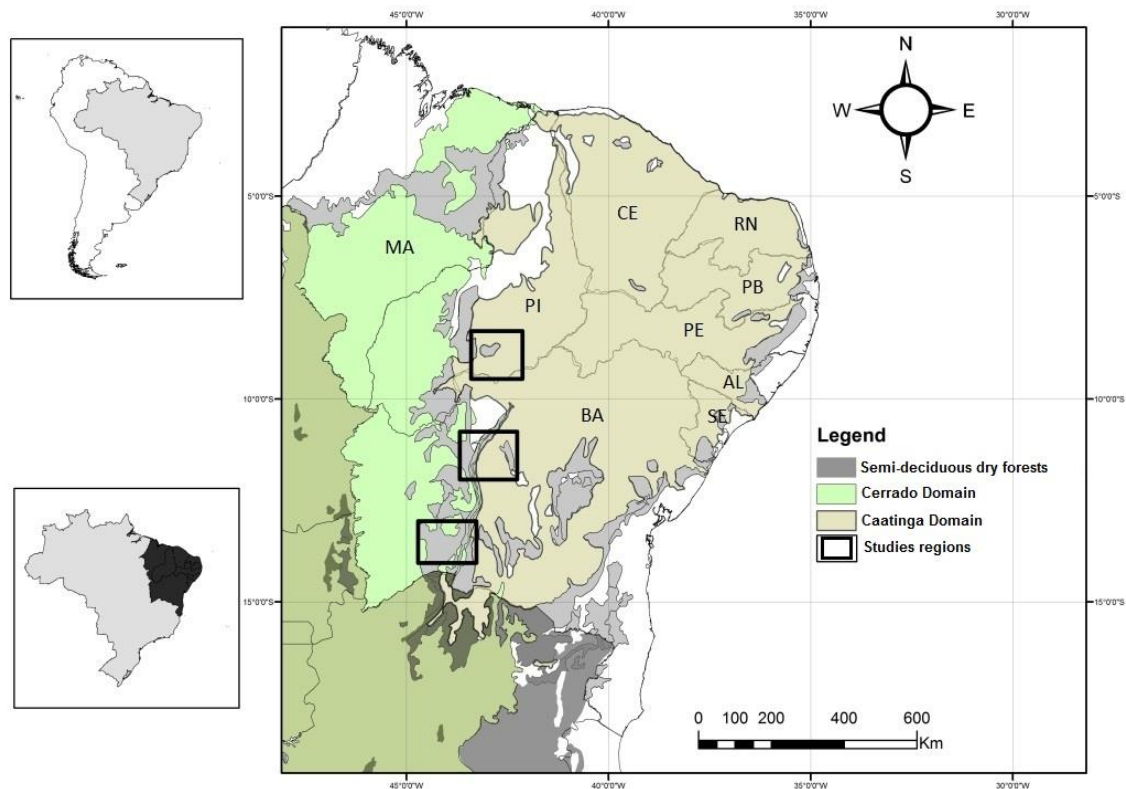 45°0'0"W 40°0'0"W 35°0'0"W 30°0'0"W
N
W E
S
5°0'0"S 5°0'0"S
CE
RN
MA
PB
PI
PE
AL
10°0'0"S 10°0'0"S
BA
SE
Legend
Semi-deciduous dry forests
Cerrado Domain
Caatinga Domain
Studies regions
15°0'0"S 15°0'0"S
0 100 200 400 600
Km
45°0'0"W 40°0'0"W 35°0'0"W 30°0'0"W